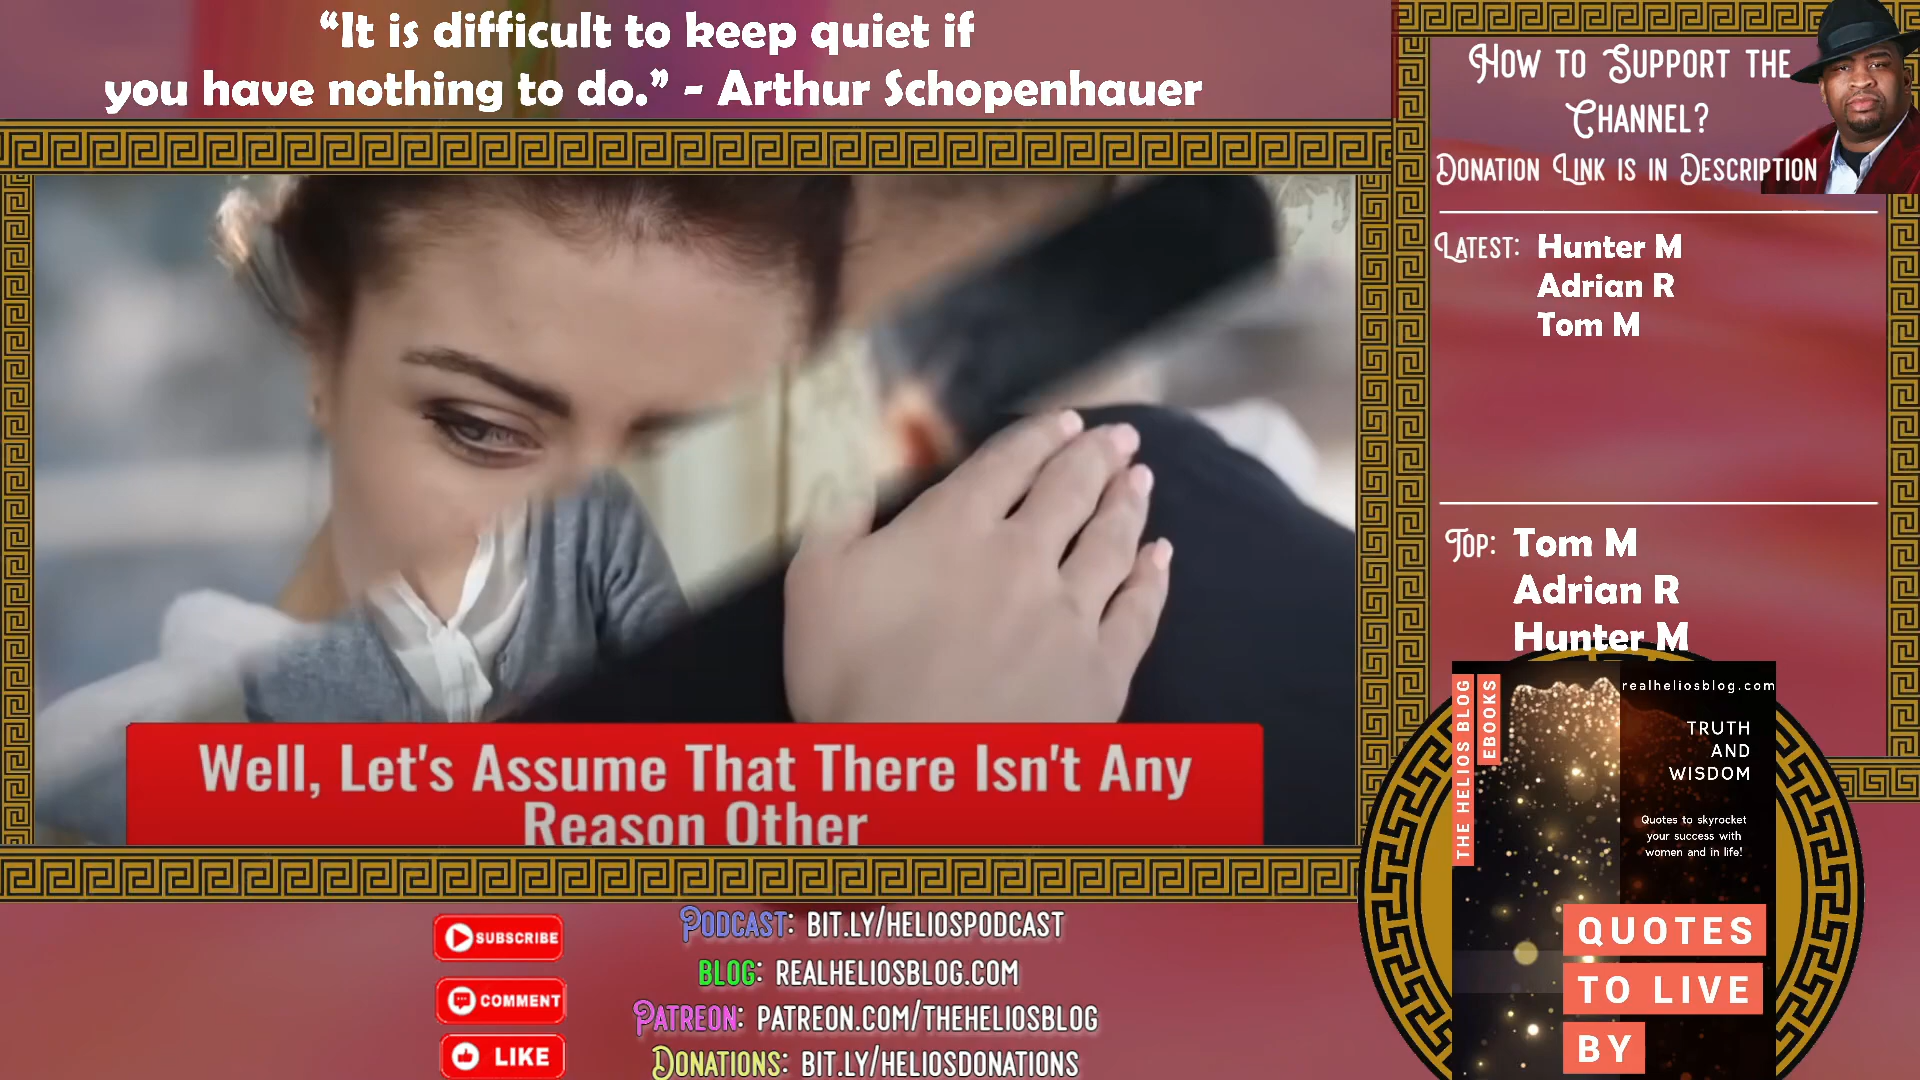 “It is difficult to keep quiet if
you have nothing to do.” - Arthur Schopenhauer
How to Support the
Channel?
Donation Link is in Description
Latest: Hunter M
Adrian R
Tom M
Top: Tom M
Adrian R
Hunter M
Well, Let's Assume That There Isn't Any
Reason Other
THE HELIOS BLOG
EBOOKS
realheliosblog.com
TRUTH
AND
WISDOM
Quotes to skyrocket
your success with
women and in life!
QUOTES
TO LIVE
BY
SUBSCRIBE
COMMENT
LIKE
Podcast: BIT.LY/HELIOSPODCAST
BLOG: REALHELIOSBLOG.COM
Patreon: PATREON.COM/THEHELIOSBLOG
Donations: BIT.LY/HELIOSDONATIONS